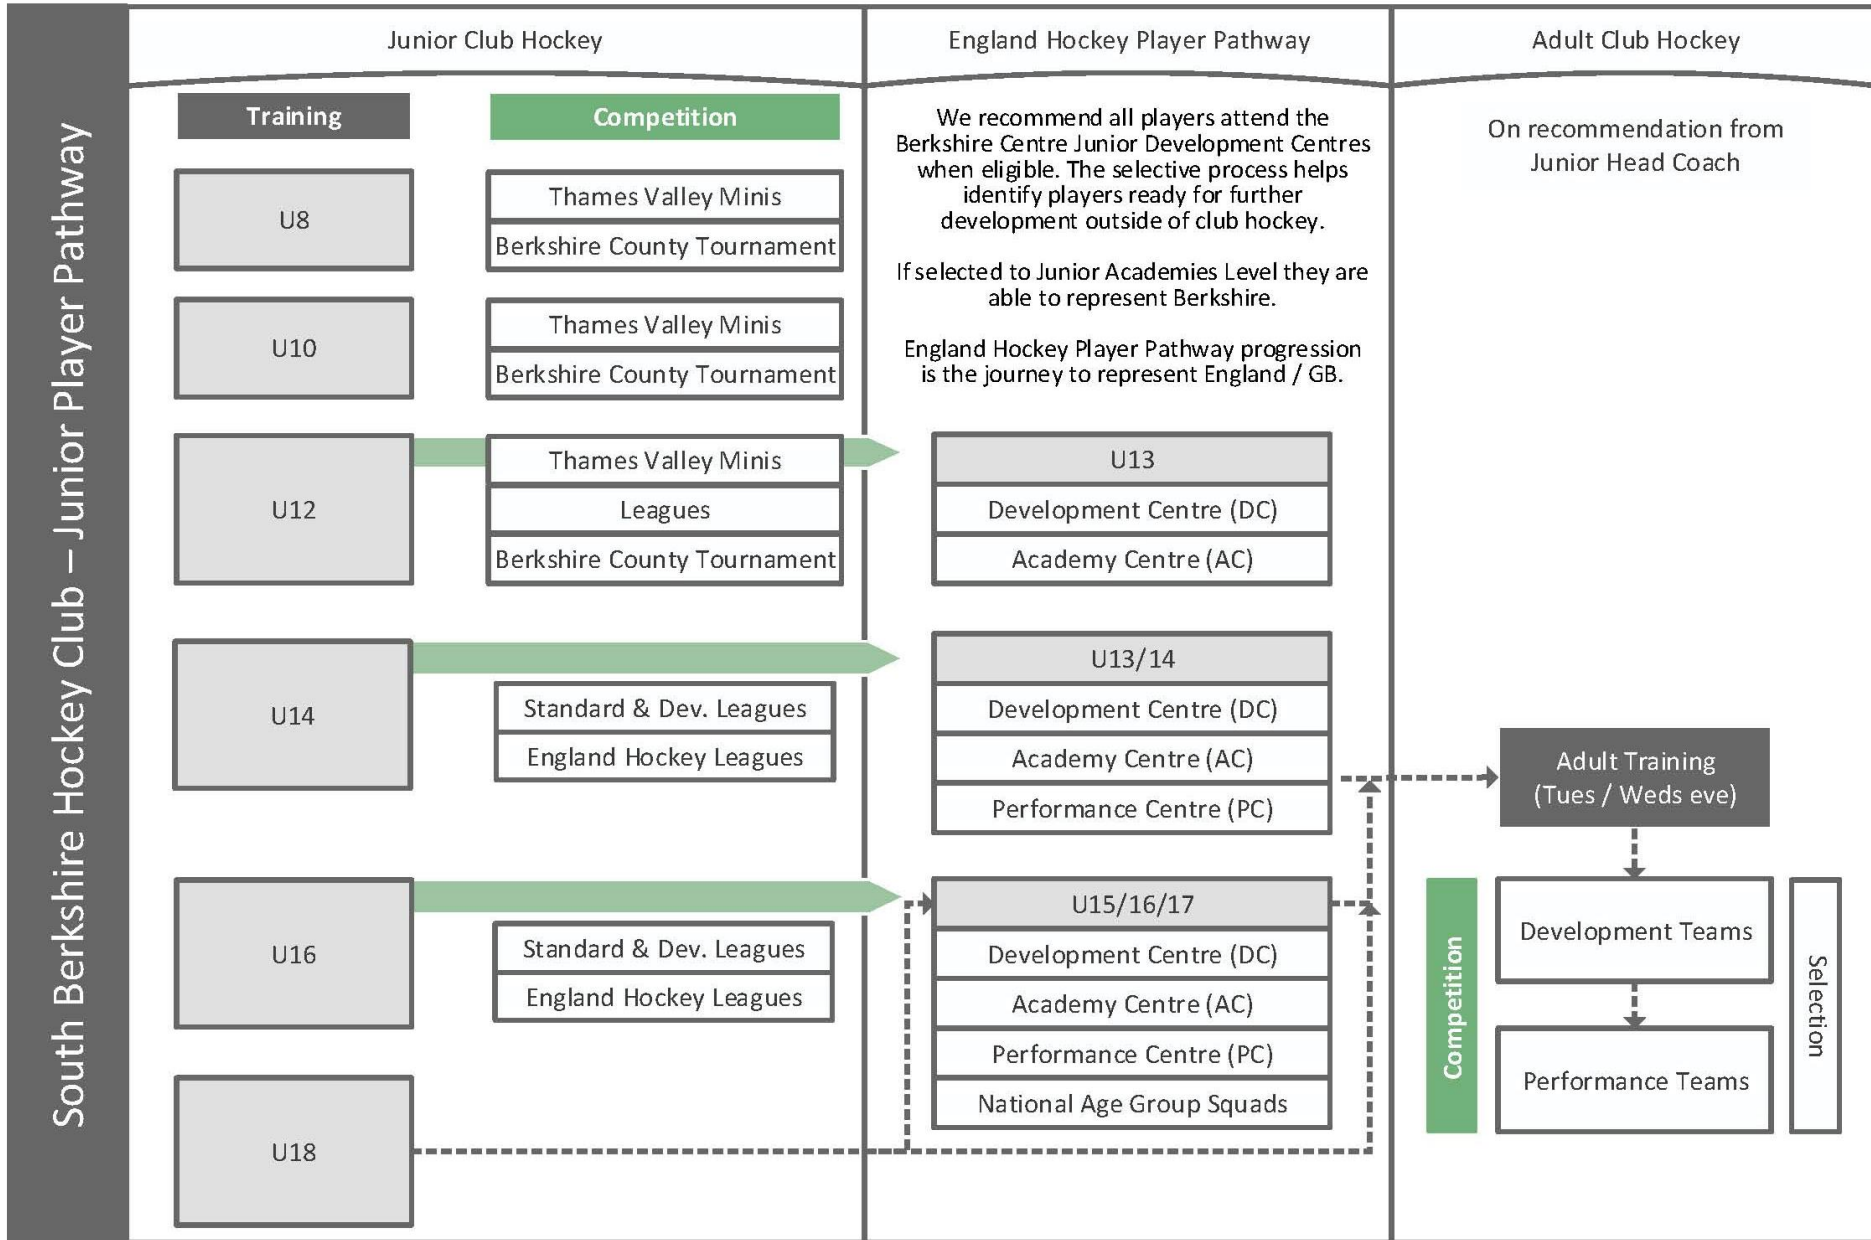 South Berkshire Hockey Club – Junior Player Pathway
Junior Club Hockey
England Hockey Player Pathway
Adult Club Hockey
Training
Competition
U8
Thames Valley Minis
Berkshire County Tournament
U10
Thames Valley Minis
Berkshire County Tournament
U12
Thames Valley Minis
Leagues
Berkshire County Tournament
U14
Standard & Dev. Leagues
England Hockey Leagues
U16
Standard & Dev. Leagues
England Hockey Leagues
U18
We recommend all players attend the
Berkshire Centre Junior Development Centres
when eligible. The selective process helps
identify players ready for further
development outside of club hockey.
If selected to Junior Academies Level they are
able to represent Berkshire.
England Hockey Player Pathway progression
is the journey to represent England / GB.
U13
Development Centre (DC)
Academy Centre (AC)
U13/14
Development Centre (DC)
Academy Centre (AC)
Performance Centre (PC)
U15/16/17
Development Centre (DC)
Academy Centre (AC)
Performance Centre (PC)
National Age Group Squads
On recommendation from
Junior Head Coach
Adult Training
(Tues / Weds eve)
Competition
Development Teams
Performance Teams
Selection